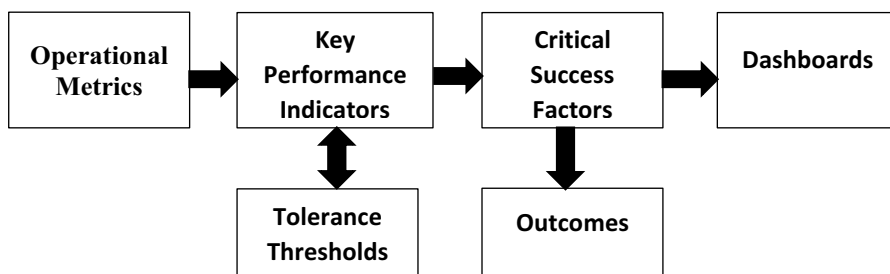 Operational
Metrics
Key
Performance
Indicators
Critical
Success
Factors
Dashboards
Tolerance
Thresholds
Outcomes